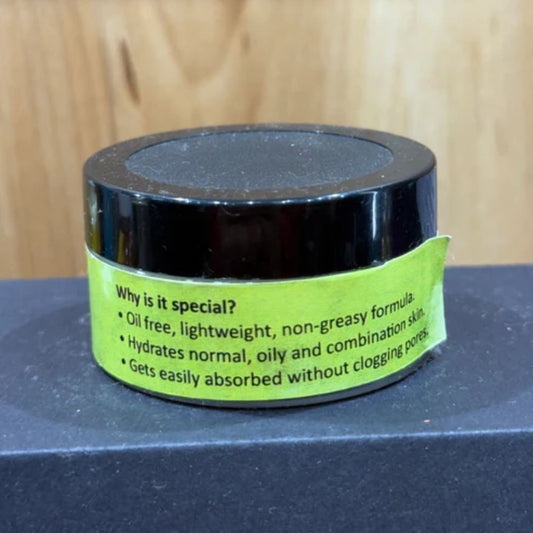 Why is it special?
• Oil free, lightweight, non-greasy formula.
• Hydrates normal, oily and combination skin.
• Gets easily absorbed without clogging pores.